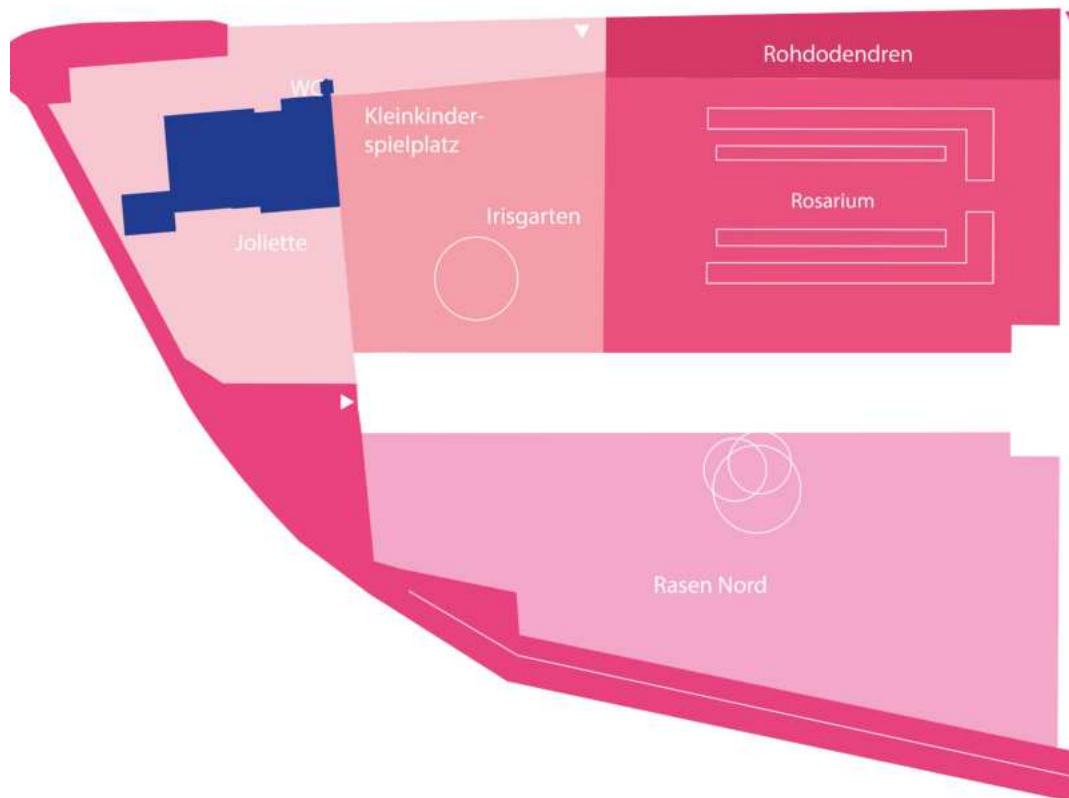 Rohdodendren
WC
Kleinkinder-
spielplatz
Rosarium
Irisgarten
Joliette
Rasen Nord